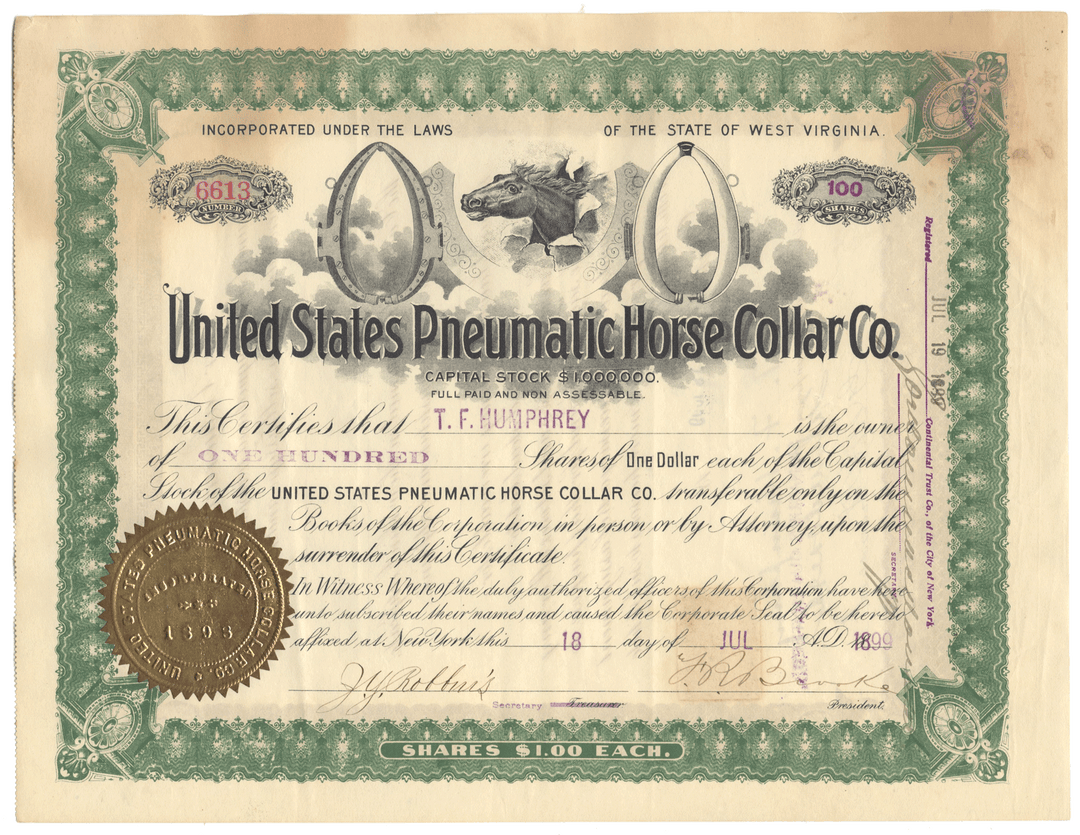 INCORPORATED UNDER THE LAWS OF THE STATE OF WEST VIRGINIA.
6613
NUMBER
100
SHARES
United States Pneumatic Horse Collar Co.
CAPITAL STOCK $1,000,000.
FULL PAID AND NON ASSESSABLE.
This Certifies that T. F. HUMPHREY is the owner
of ONE HUNDRED Shares of One Dollar each of the Capital
Stock of the UNITED STATES PNEUMATIC HORSE COLLAR CO. transferable only on the
Books of the Corporation in person or by Attorney, upon the
surrender of this Certificate.
In Witness Whereof the duly authorized officers of this Corporation have here
unto subscribed their names and caused the Corporate Seal to be hereto
affixed at New York this 18 day of JUL A.D. 1899
Secretary Treasurer
President
SHARES $1.00 EACH.
UNITED STATES PNEUMATIC HORSE COLLAR CO.
INCORPORATED
Registered JUL 19 1899 Continental Trust Co., of the City of New York
SECRETARY